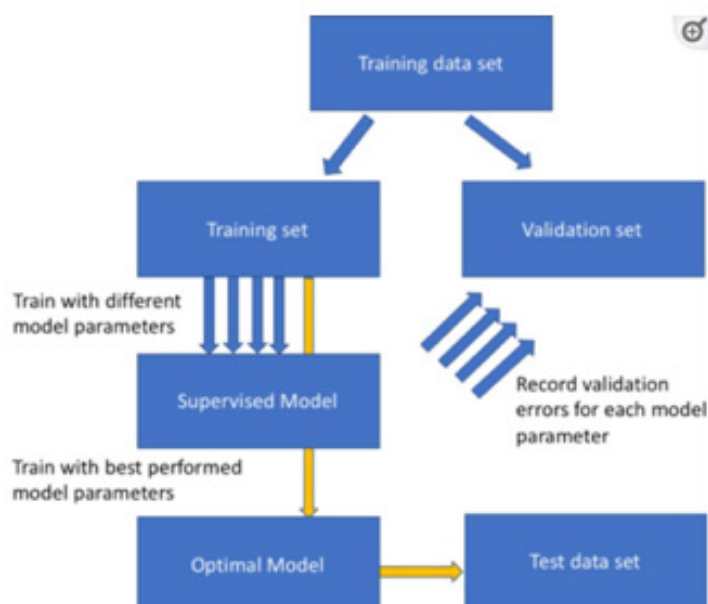 Training data set
Training set
Validation set
Train with different
model parameters
Supervised Model
Record validation
errors for each model
parameter
Train with best performed
model parameters
Optimal Model
Test data set